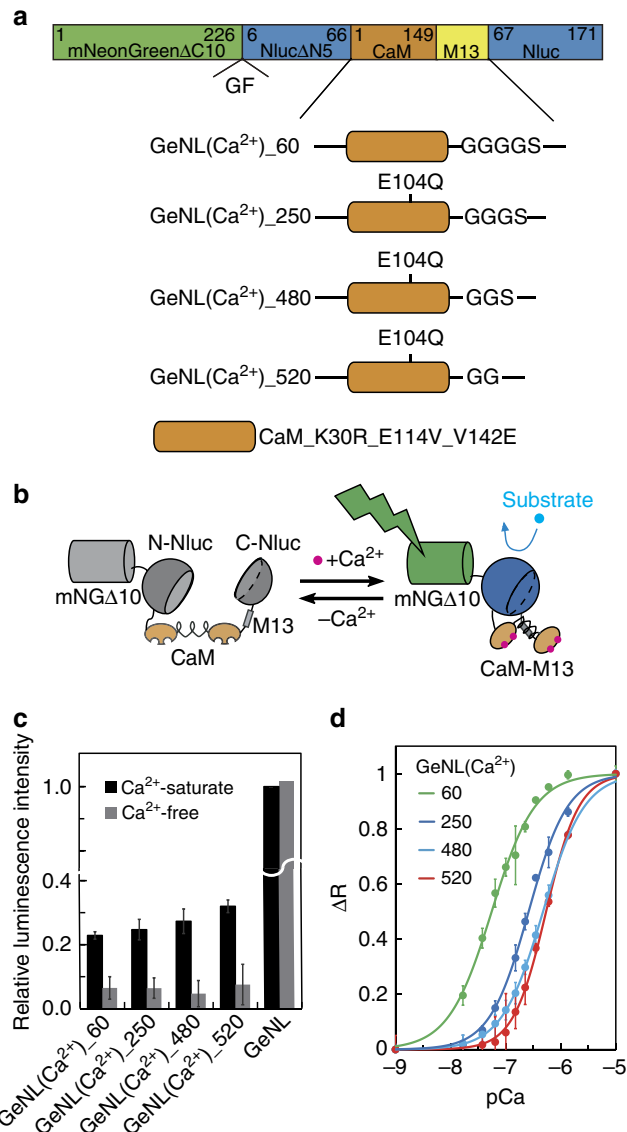 a
1 226 6 66 1 149 67 171
mNeonGreenΔC10 NlucΔN5 CaM M13 Nluc
GF
GeNL(Ca²⁺)_60 GGGGS
E104Q
GeNL(Ca²⁺)_250 GGGS
E104Q
GeNL(Ca²⁺)_480 GGS
E104Q
GeNL(Ca²⁺)_520 GG
CaM_K30R_E114V_V142E
b
Substrate
N-Nluc C-Nluc
+Ca²⁺
mNGΔ10 mNGΔ10
–Ca²⁺
M13
CaM
CaM-M13
c
Relative luminescence intensity
1.0
0.4
0.2
0.0
Ca²⁺-saturate
Ca²⁺-free
GeNL(Ca²⁺)_60
GeNL(Ca²⁺)_250
GeNL(Ca²⁺)_480
GeNL(Ca²⁺)_520
GeNL
d
GeNL(Ca²⁺)
60
250
480
520
ΔR
1
0.8
0.6
0.4
0.2
0
–9 –8 –7 –6 –5
pCa